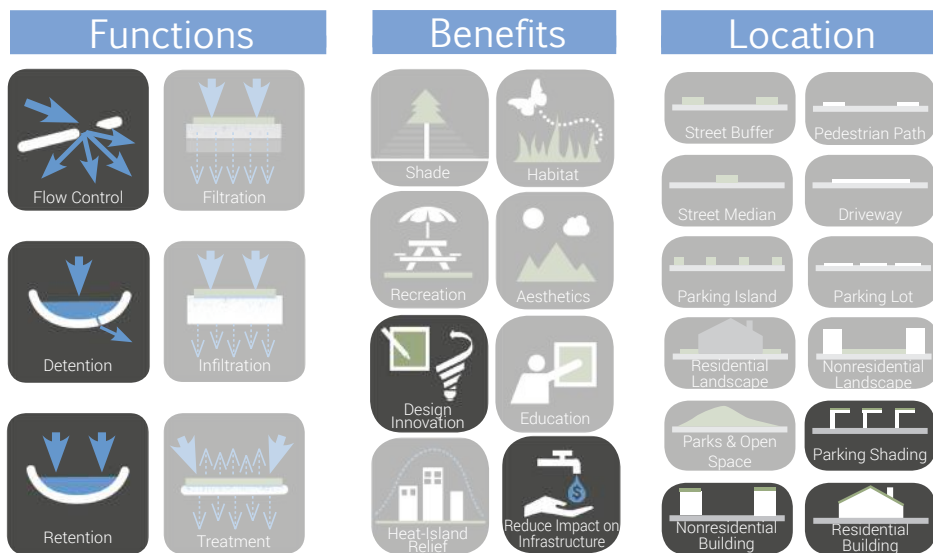 Functions
Flow Control
Filtration
Detention
Infiltration
Retention
Treatment
Benefits
Shade
Habitat
Recreation
Aesthetics
Design
Innovation
Education
Heat-Island
Relief
$
Reduce Impact on
Infrastructure
Location
Street Buffer
Pedestrian Path
Street Median
Driveway
Parking Island
Parking Lot
Residential
Landscape
Nonresidential
Landscape
Parks & Open
Space
Parking Shading
Nonresidential
Building
Residential
Building